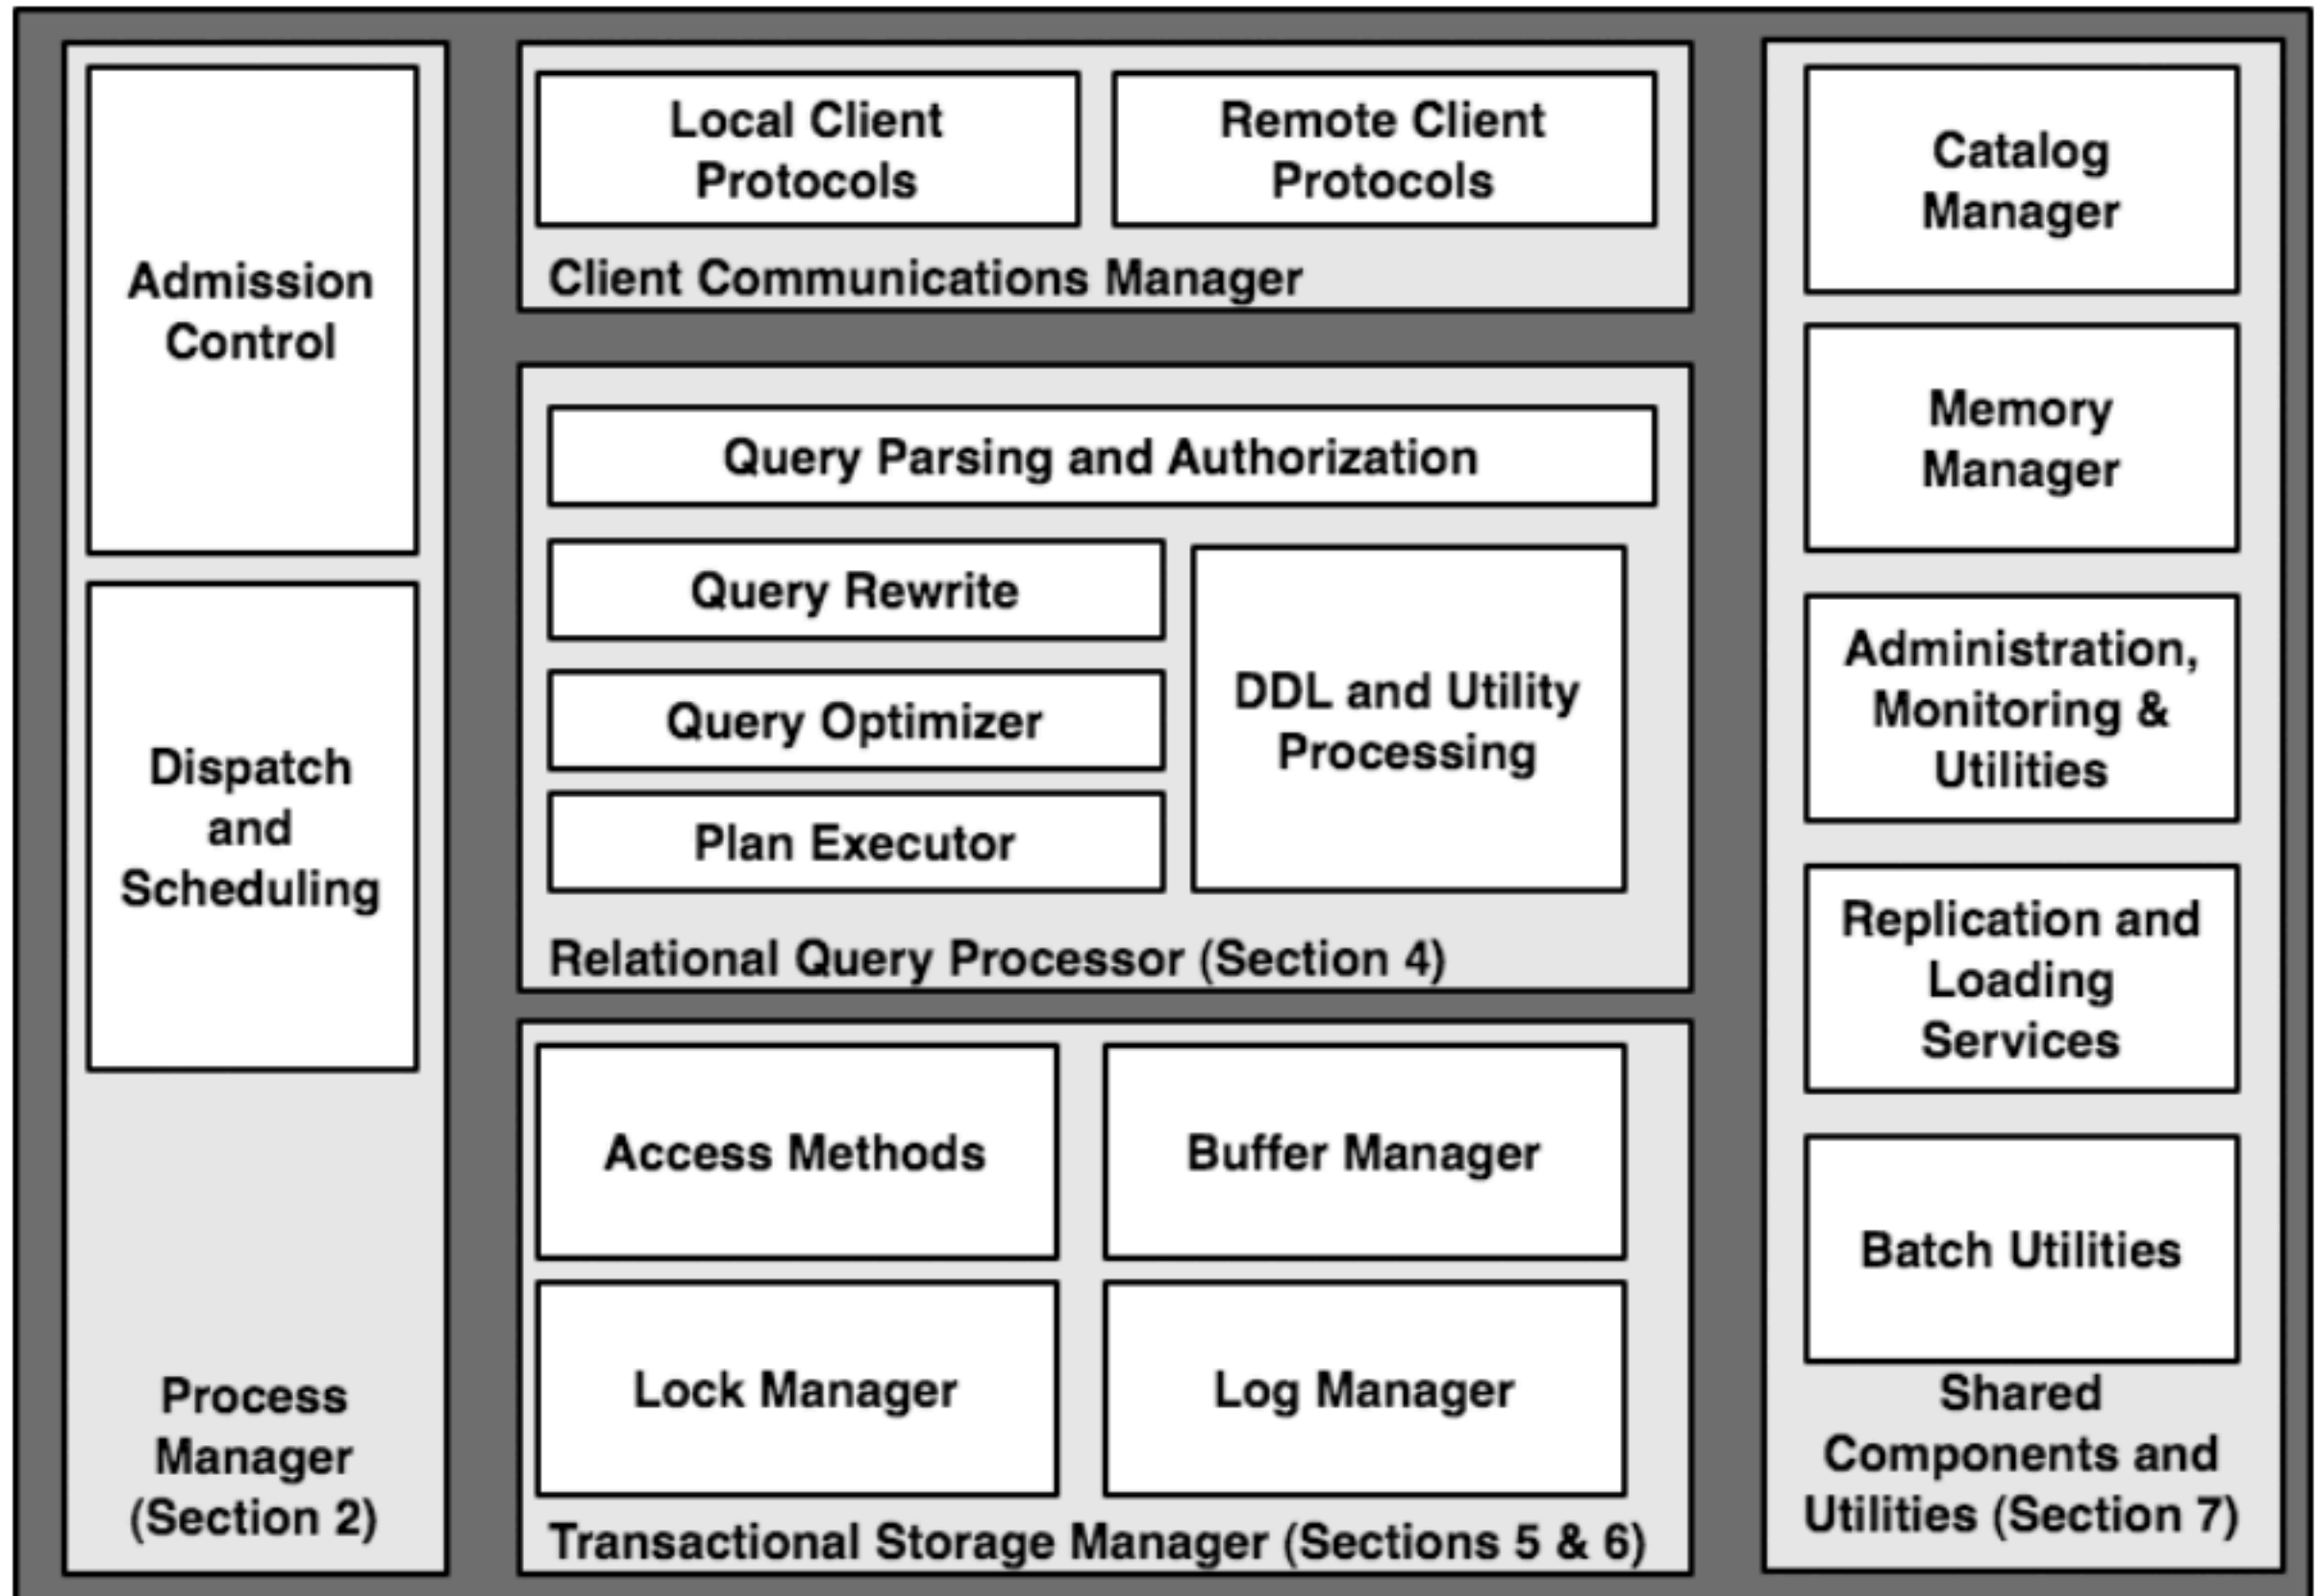 Admission
Control
Dispatch
and
Scheduling
Process
Manager
(Section 2)
Local Client
Protocols
Remote Client
Protocols
Client Communications Manager
Query Parsing and Authorization
Query Rewrite
Query Optimizer
Plan Executor
DDL and Utility
Processing
Relational Query Processor (Section 4)
Access Methods
Buffer Manager
Lock Manager
Log Manager
Transactional Storage Manager (Sections 5 & 6)
Catalog
Manager
Memory
Manager
Administration,
Monitoring &
Utilities
Replication and
Loading
Services
Batch Utilities
Shared
Components and
Utilities (Section 7)